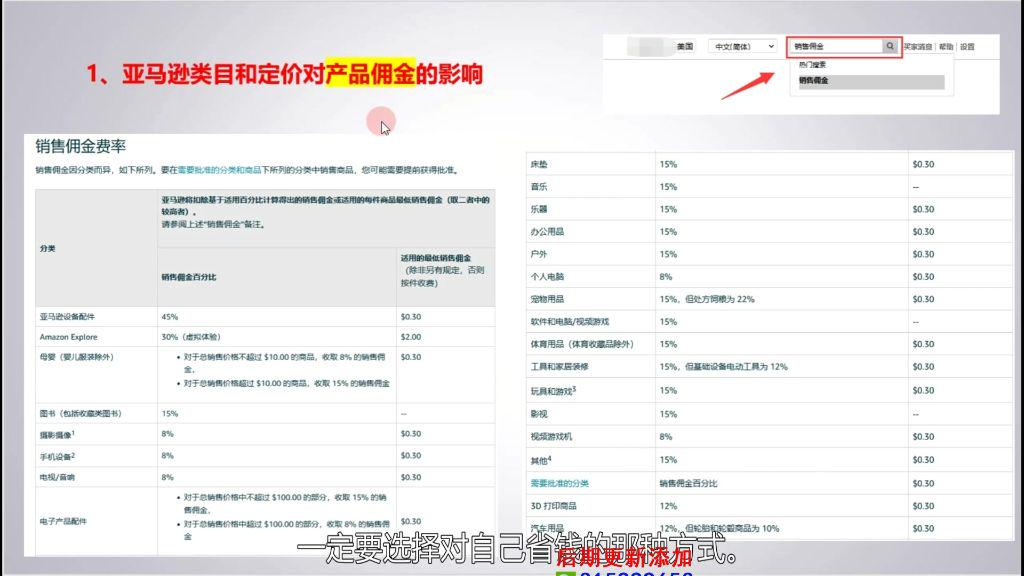 1、亚马逊类目和定价对产品佣金的影响
美国
中文(简体)
销售佣金
买家消息 | 帮助 | 设置
热门搜索
销售佣金
销售佣金费率
销售佣金因分类而异，如下所列。要在需要批准的分类和商品下所列的分类中销售商品，您可能需要提前获得批准。
分类
亚马逊将扣除基于适用百分比计算得出的销售佣金或适用的每件商品最低销售佣金（取二者中的
较高者）。
请参阅上述“销售佣金”备注。
销售佣金百分比
适用的最低销售佣金
（除非另有规定，否则
按件收费）
亚马逊设备配件 45% $0.30
Amazon Explore 30%（虚拟体验） $2.00
母婴（婴儿服装除外） • 对于总销售价格不超过 $10.00 的商品，收取 8% 的销售佣 $0.30
金。
• 对于总销售价格超过 $10.00 的商品，收取 15% 的销售佣金
图书（包括收藏类图书） 15% --
摄影摄像1 8% $0.30
手机设备2 8% $0.30
电视/音响 8% $0.30
• 对于总销售价格中不超过 $100.00 的部分，收取 15% 的销
售佣金。
电子产品配件 $0.30
• 对于总销售价格中超过 $100.00 的部分，收取 8% 的销售佣
金
床垫 15% $0.30
音乐 15% --
乐器 15% $0.30
办公用品 15% $0.30
户外 15% $0.30
个人电脑 8% $0.30
宠物用品 15%，但处方饲粮为 22% $0.30
软件和电脑/视频游戏 15% --
体育用品（体育收藏品除外） 15% $0.30
工具和家居装修 15%，但基础设备电动工具为 12% $0.30
玩具和游戏3 15% $0.30
影视 15% --
视频游戏机 8% $0.30
其他4 15% $0.30
需要批准的分类 销售佣金百分比 $0.30
3D 打印商品 12% $0.30
汽车用品 12%，但轮胎和轮毂商品为 10% $0.30
一定要选择对自己省钱的那种方式。
后期更新添加